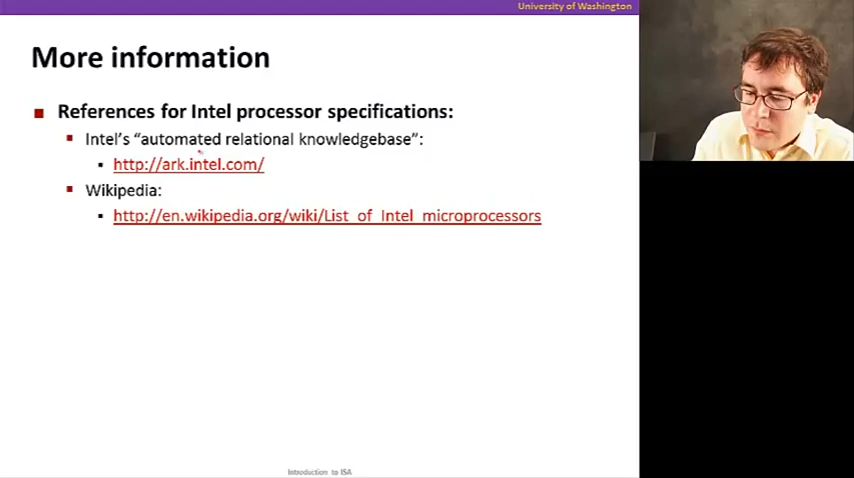 University of Washington
More information
References for Intel processor specifications:
Intel's “automated relational knowledgebase”:
http://ark.intel.com/
Wikipedia:
http://en.wikipedia.org/wiki/List_of_Intel_microprocessors
Introduction to ISA